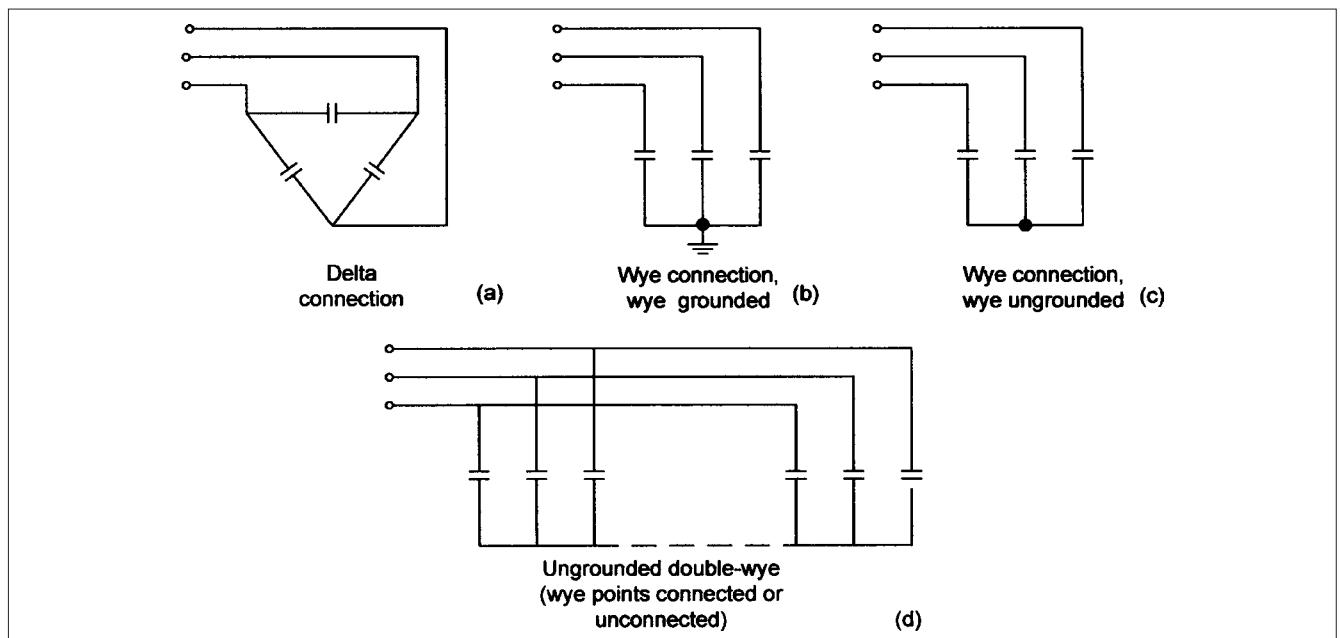 Delta
connection
(a)
Wye connection,
wye grounded
(b)
Wye connection,
wye ungrounded
(c)
Ungrounded double-wye
(wye points connected or
unconnected)
(d)